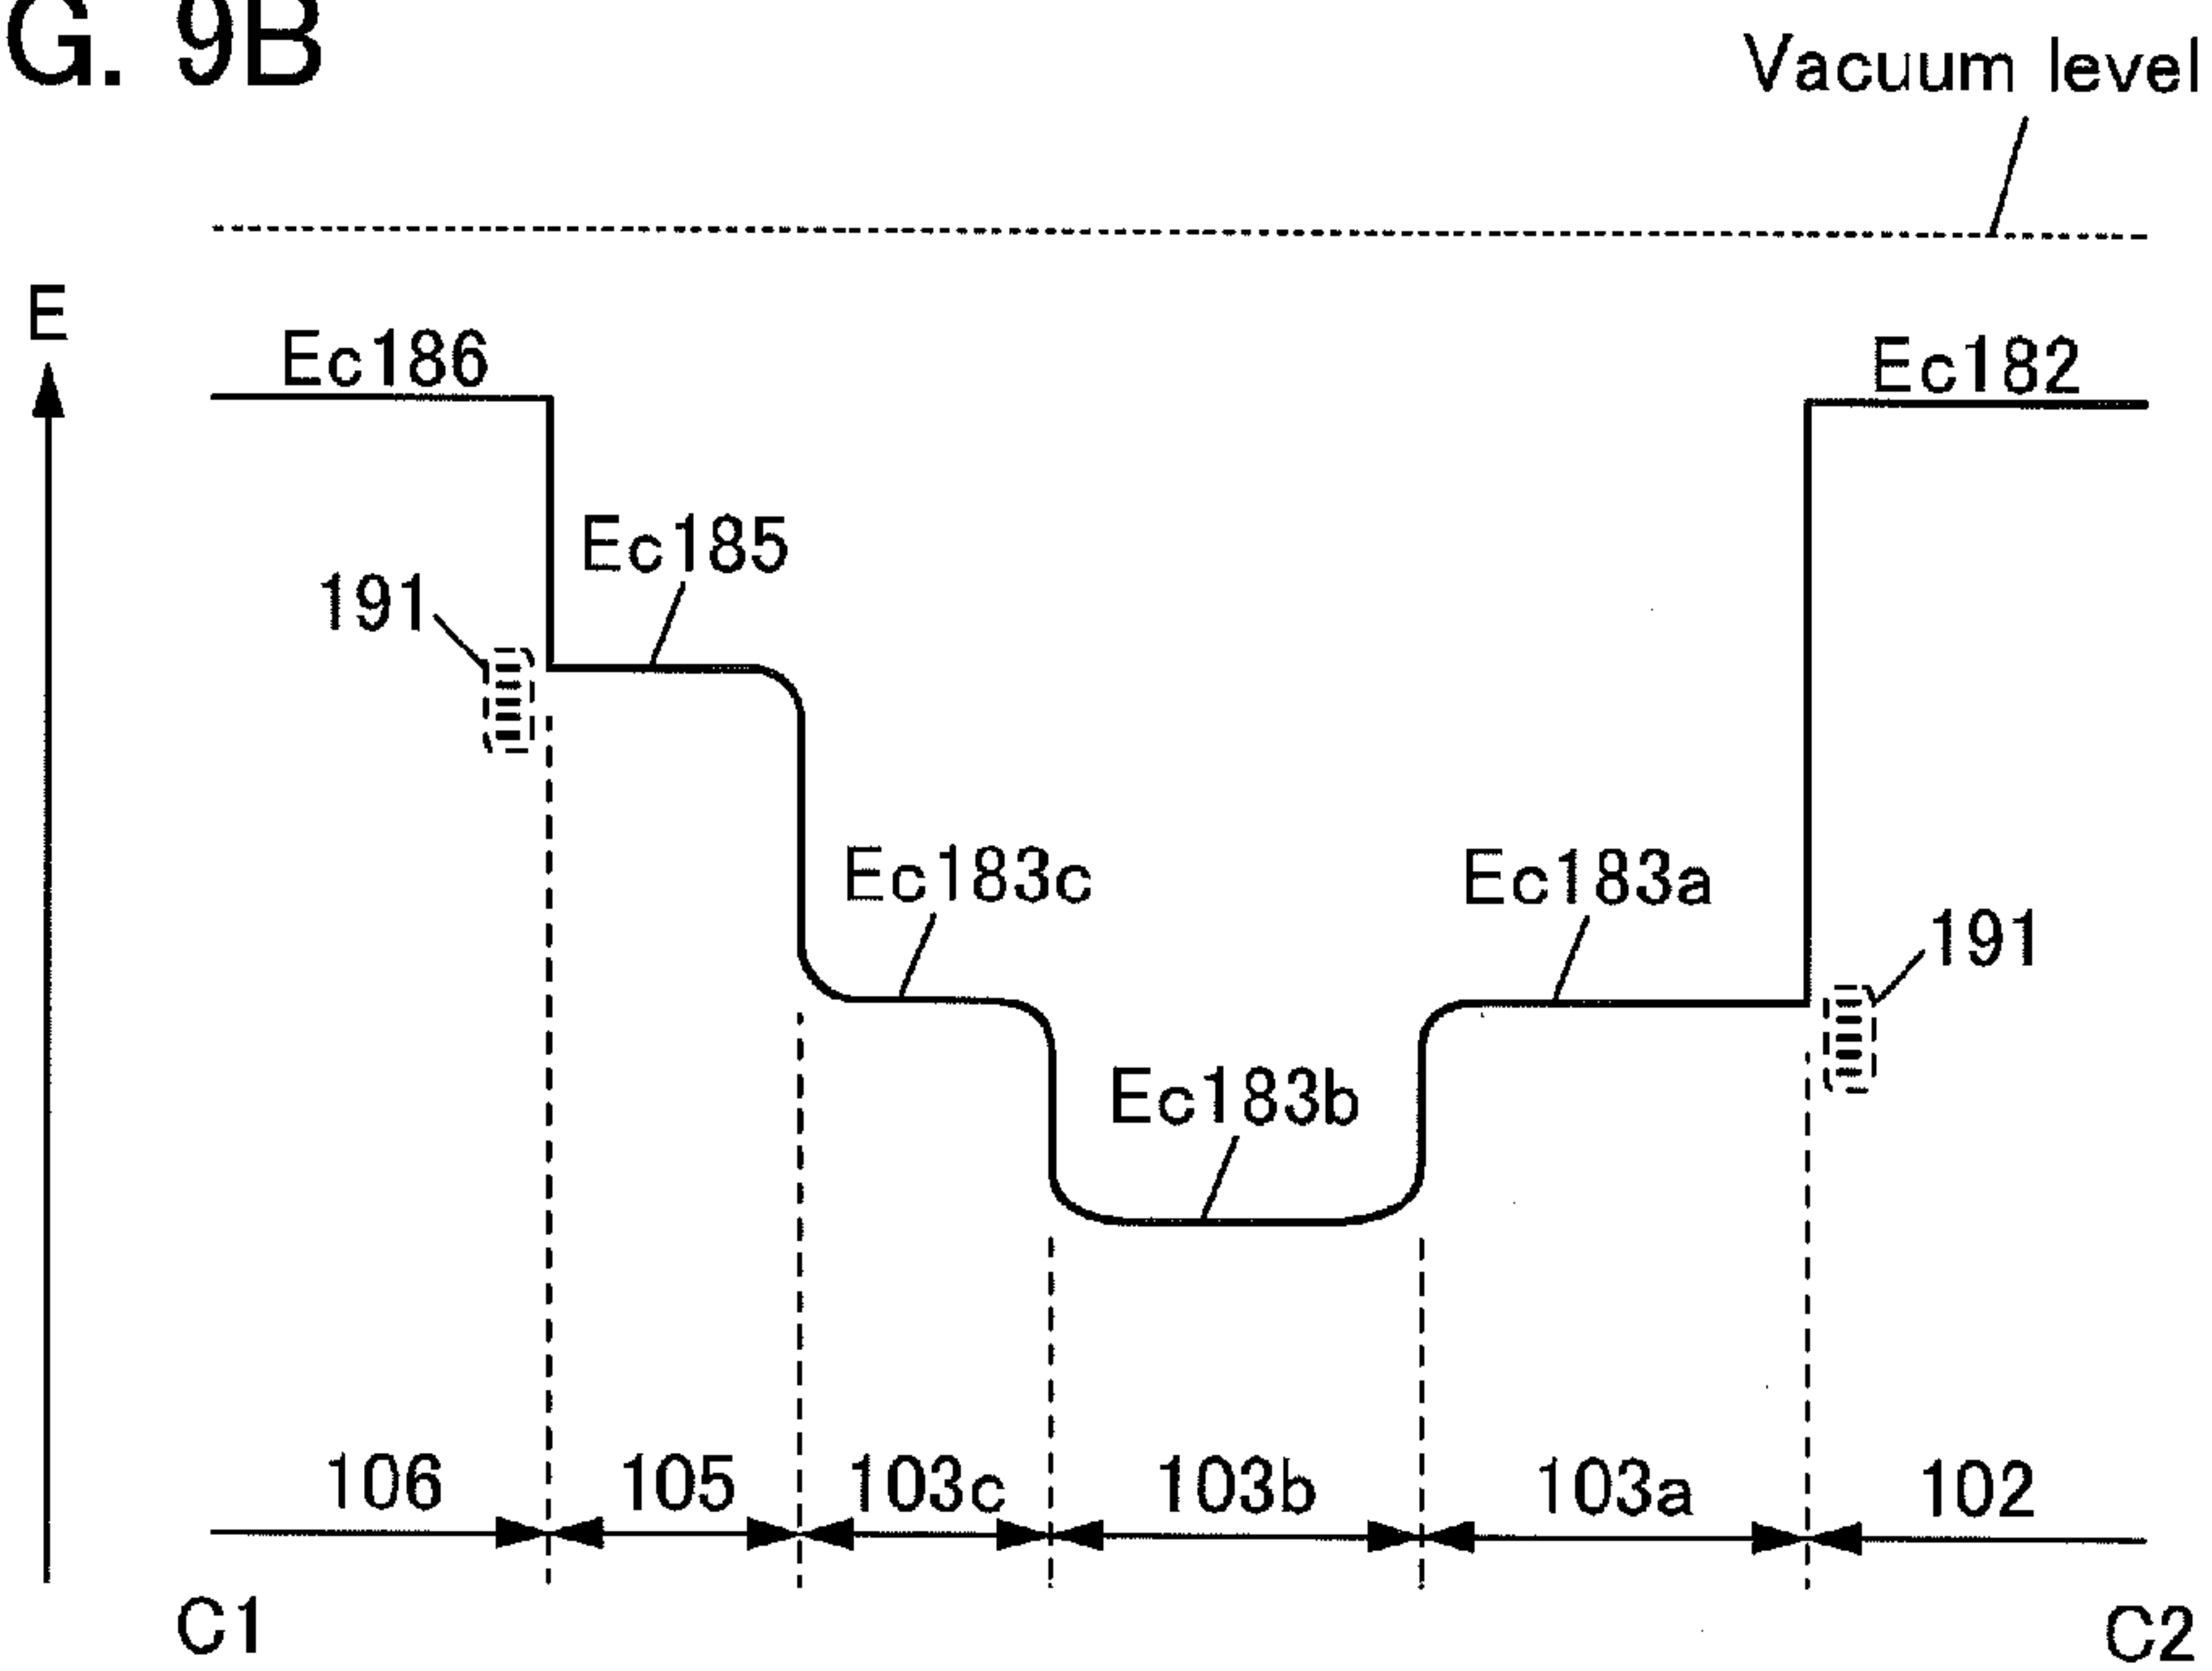 G. 9B
Vacuum level
E
Ec186
Ec182
Ec185
191
Ec183c
Ec183a
191
Ec183b
106
105
103c
103b
103a
102
C1
C2